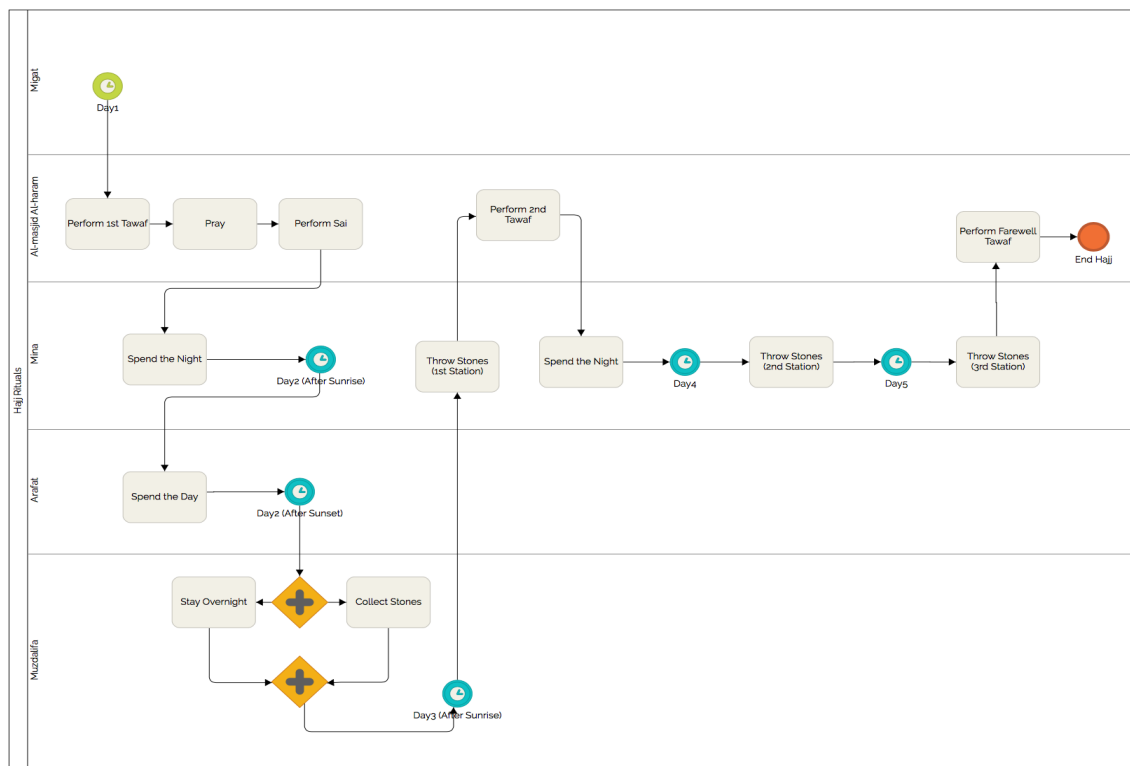 Hajj Rituals
Migat
Day1
Al-masjid Al-haram
Perform 1st Tawaf
Pray
Perform Sai
Perform 2nd
Tawaf
Perform Farewell
Tawaf
End Hajj
Mina
Spend the Night
Day2 (After Sunrise)
Throw Stones
(1st Station)
Spend the Night
Day4
Throw Stones
(2nd Station)
Day5
Throw Stones
(3rd Station)
Arafat
Spend the Day
Day2 (After Sunset)
Muzdalifa
Stay Overnight
Collect Stones
Day3 (After Sunrise)